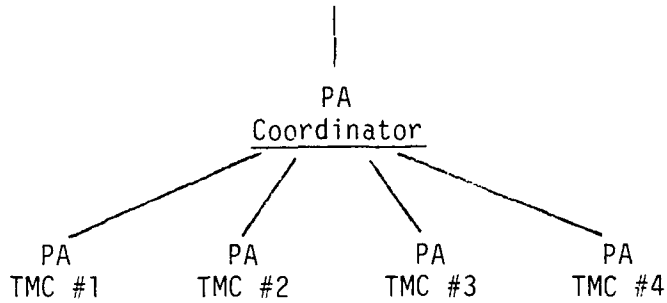 PA
Coordinator
PA PA PA PA
TMC #1 TMC #2 TMC #3 TMC #4